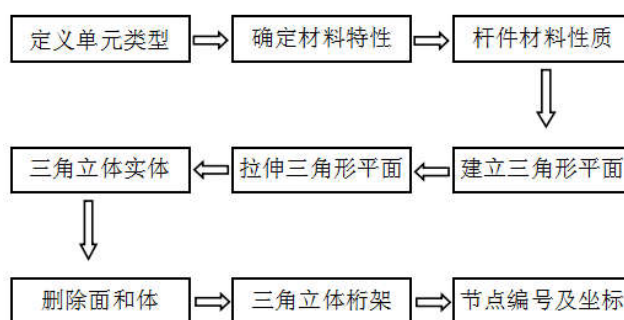 定义单元类型
确定材料特性
杆件材料性质
建立三角形平面
拉伸三角形平面
三角立体实体
删除面和体
三角立体桁架
节点编号及坐标